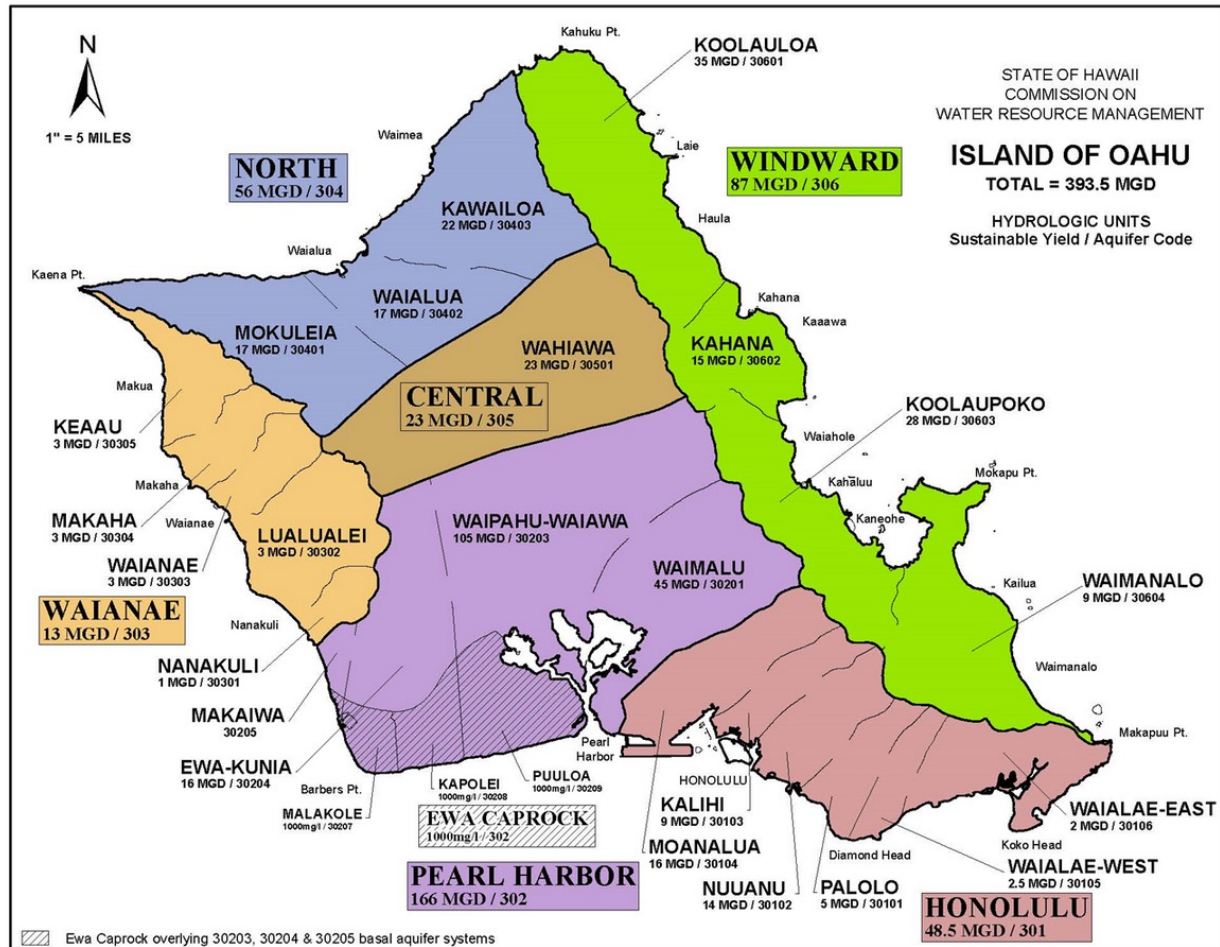 Kahuku Pt.
N
1" = 5 MILES
KOOLAULOA
35 MGD / 30601
STATE OF HAWAII
COMMISSION ON
WATER RESOURCE MANAGEMENT
ISLAND OF OAHU
TOTAL = 393.5 MGD
HYDROLOGIC UNITS
Sustainable Yield / Aquifer Code
Waimea
Laie
NORTH
56 MGD / 304
WINDWARD
87 MGD / 306
KAWAILOA
22 MGD / 30403
Haula
Waialua
Kaena Pt.
WAIALUA
17 MGD / 30402
Kahana
Kaaawa
MOKULEIA
17 MGD / 30401
WAHIAWA
23 MGD / 30501
KAHANA
15 MGD / 30602
Makua
CENTRAL
23 MGD / 305
KEAAU
3 MGD / 30305
KOOLAUPOKO
28 MGD / 30603
Waiahole
Mokapu Pt.
Makaha
Kahaluu
MAKAHA
3 MGD / 30304
Waianae
Kaneohe
LUALUALEI
3 MGD / 30302
WAIPAHU-WAIAWA
105 MGD / 30203
WAIANAE
3 MGD / 30303
WAIMALU
45 MGD / 30201
Kailua
WAIMANALO
9 MGD / 30604
WAIANAE
13 MGD / 303
Nanakuli
NANAKULI
1 MGD / 30301
Waimanalo
MAKAIWA
30205
Makapuu Pt.
Pearl
Harbor
EWA-KUNIA
16 MGD / 30204
Barbers Pt.
KAPOLEI
1000mg/l / 30208
PUULOA
1000mg/l / 30209
HONOLULU
MALAKOLE
1000mg/l / 30207
KALIHI
9 MGD / 30103
WAIALAE-EAST
2 MGD / 30106
EWA CAPROCK
1000mg/l / 302
MOANALUA
16 MGD / 30104
Diamond Head
Koko Head
WAIALAE-WEST
2.5 MGD / 30105
PEARL HARBOR
166 MGD / 302
NUUANU
14 MGD / 30102
PALOLO
5 MGD / 30101
HONOLULU
48.5 MGD / 301
Ewa Caprock overlying 30203, 30204 & 30205 basal aquifer systems